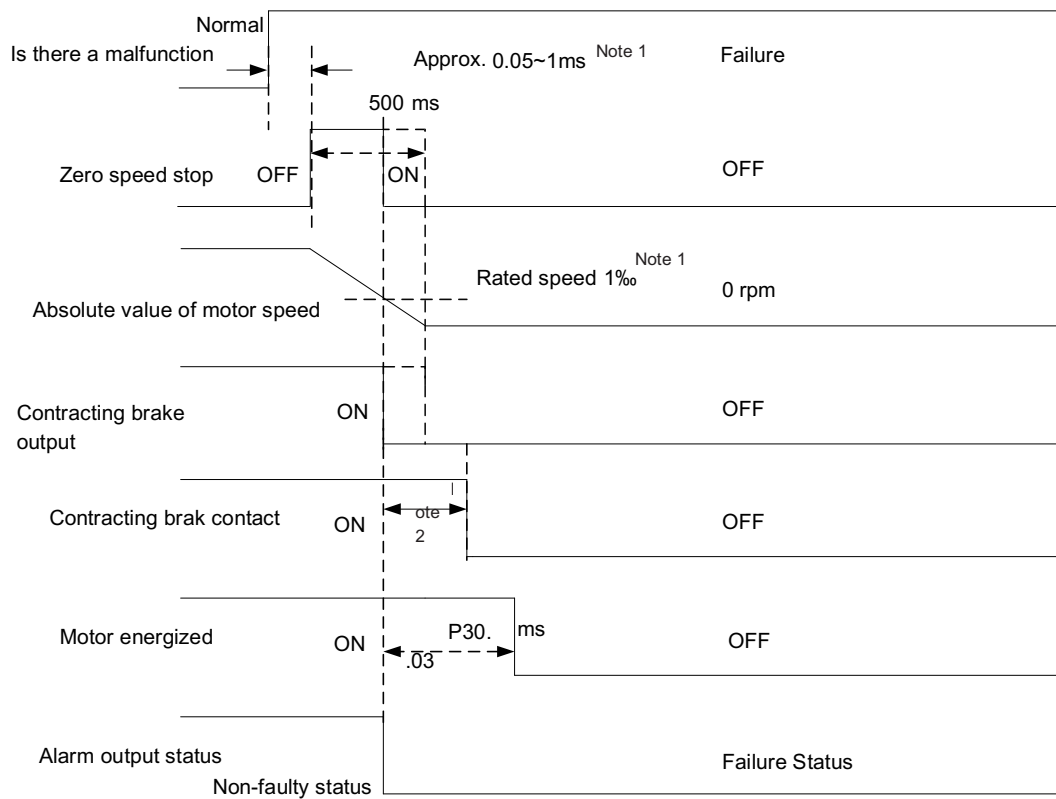 Normal
Is there a malfunction
Approx. 0.05~1ms Note 1
Failure
500 ms
Zero speed stop
OFF
ON
OFF
Rated speed 1‰ Note 1
0 rpm
Absolute value of motor speed
ON
OFF
Contracting brake
output
Contracting brak contact
ON
ote
2
OFF
Motor energized
ON
P30.
.03
ms
OFF
Alarm output status
Non-faulty status
Failure Status